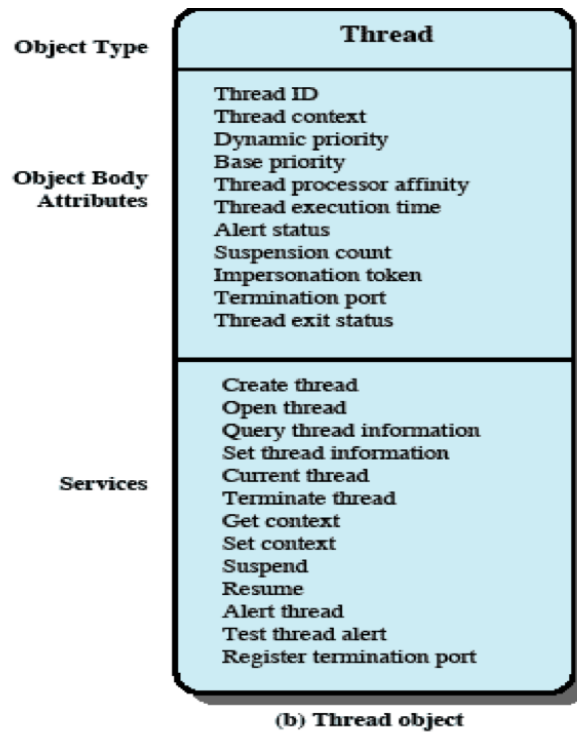 Object Type
Thread
Object Body
Attributes
Thread ID
Thread context
Dynamic priority
Base priority
Thread processor affinity
Thread execution time
Alert status
Suspension count
Impersonation token
Termination port
Thread exit status
Services
Create thread
Open thread
Query thread information
Set thread information
Current thread
Terminate thread
Get context
Set context
Suspend
Resume
Alert thread
Test thread alert
Register termination port
(b) Thread object